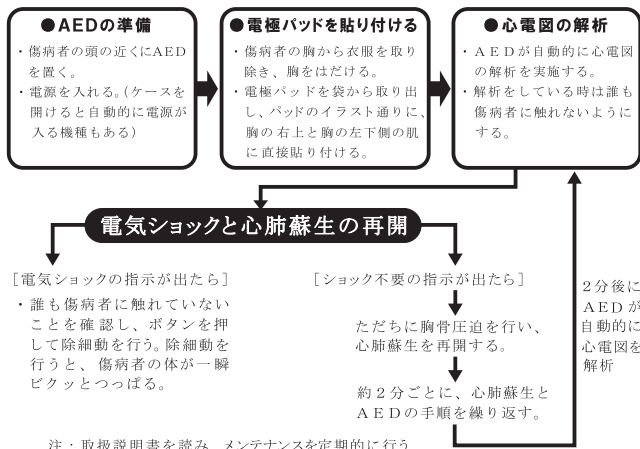 ●AEDの準備
・傷病者の頭の近くにAED
を置く。
・電源を入れる。(ケースを
開けると自動的に電源が
入る機種もある)
●電極パッドを貼り付ける
・傷病者の胸から衣服を取り
除き、胸をはだける。
・電極パッドを袋から取り出
し、パッドのイラスト通りに、
胸の右上と胸の左下側の肌
に直接貼り付ける。
●心電図の解析
・AEDが自動的に心電図
の解析を実施する。
・解析をしている時は誰も
傷病者に触れないように
する。
電気ショックと心肺蘇生の再開
[電気ショックの指示が出たら]
・誰も傷病者に触れていない
ことを確認し、ボタンを押
して除細動を行う。除細動を
行うと、傷病者の体が一瞬
ビクッとつっぱる。
[ショック不要の指示が出たら]
ただちに胸骨圧迫を行い、
心肺蘇生を再開する。
約2分ごとに、心肺蘇生と
AEDの手順を繰り返す。
2分後に
AEDが
自動的に
心電図を
解析
注：取扱説明書を読み、メンテナンスを定期的に行う